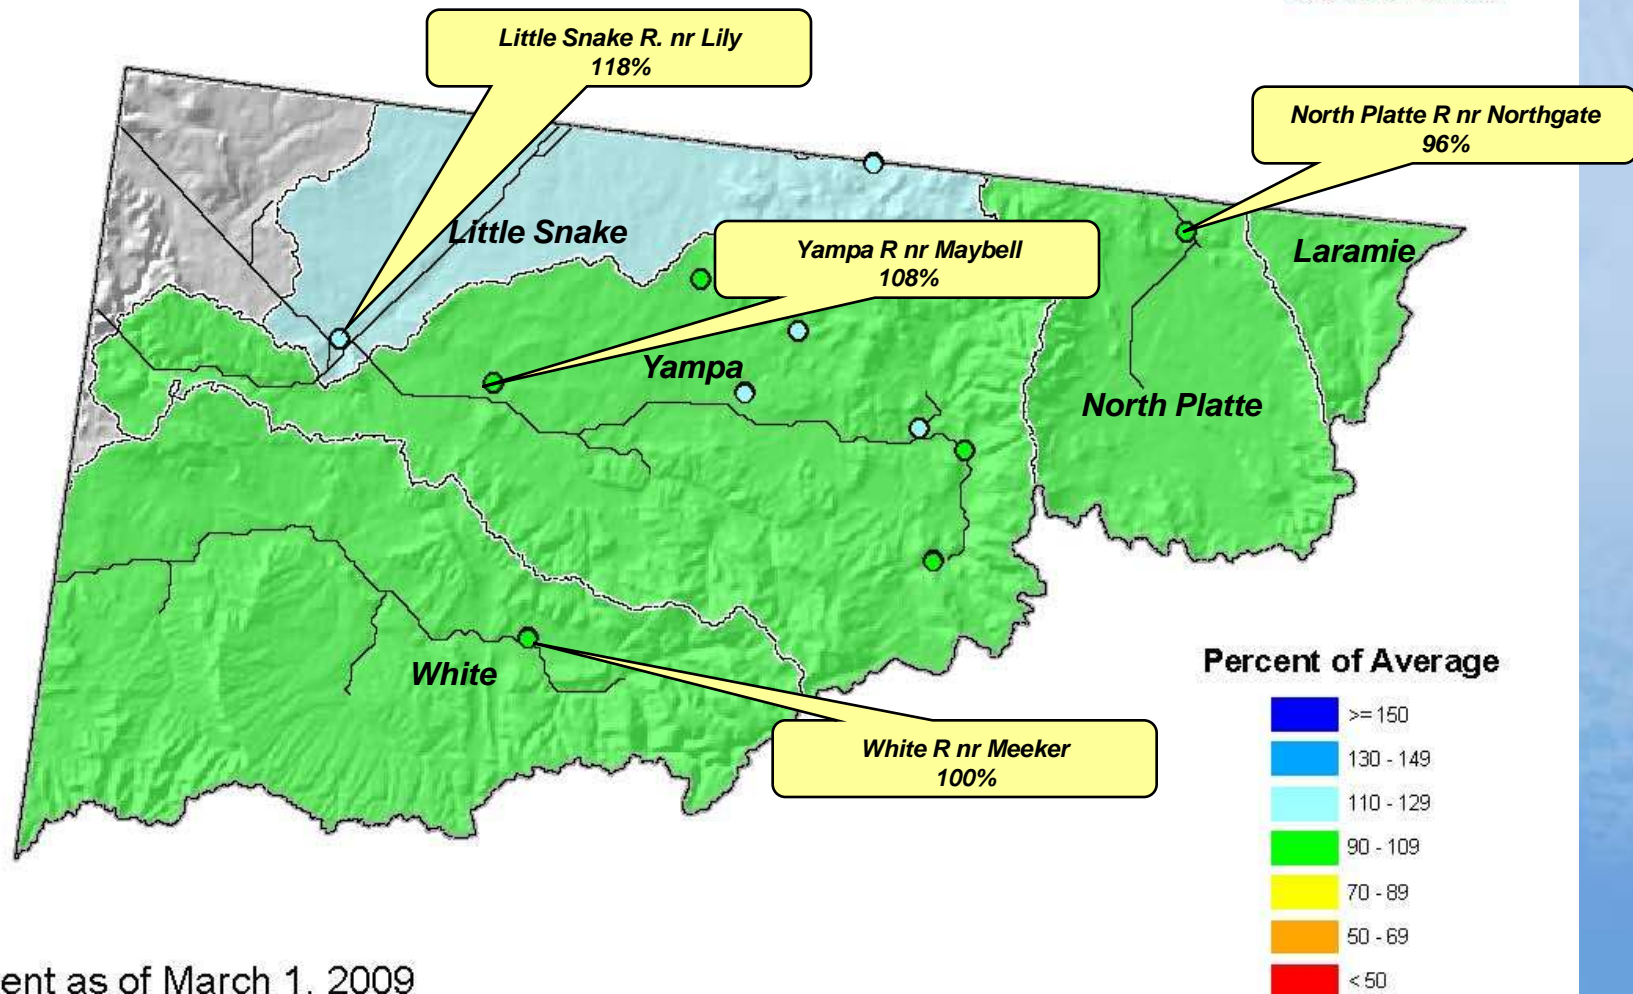 Little Snake R. nr Lily
118%
North Platte R nr Northgate
96%
Little Snake
Yampa R nr Maybell
108%
Laramie
Yampa
North Platte
White
White R nr Meeker
100%
Percent of Average
>= 150
130 - 149
110 - 129
90 - 109
70 - 89
50 - 69
< 50
ent as of March 1, 2009